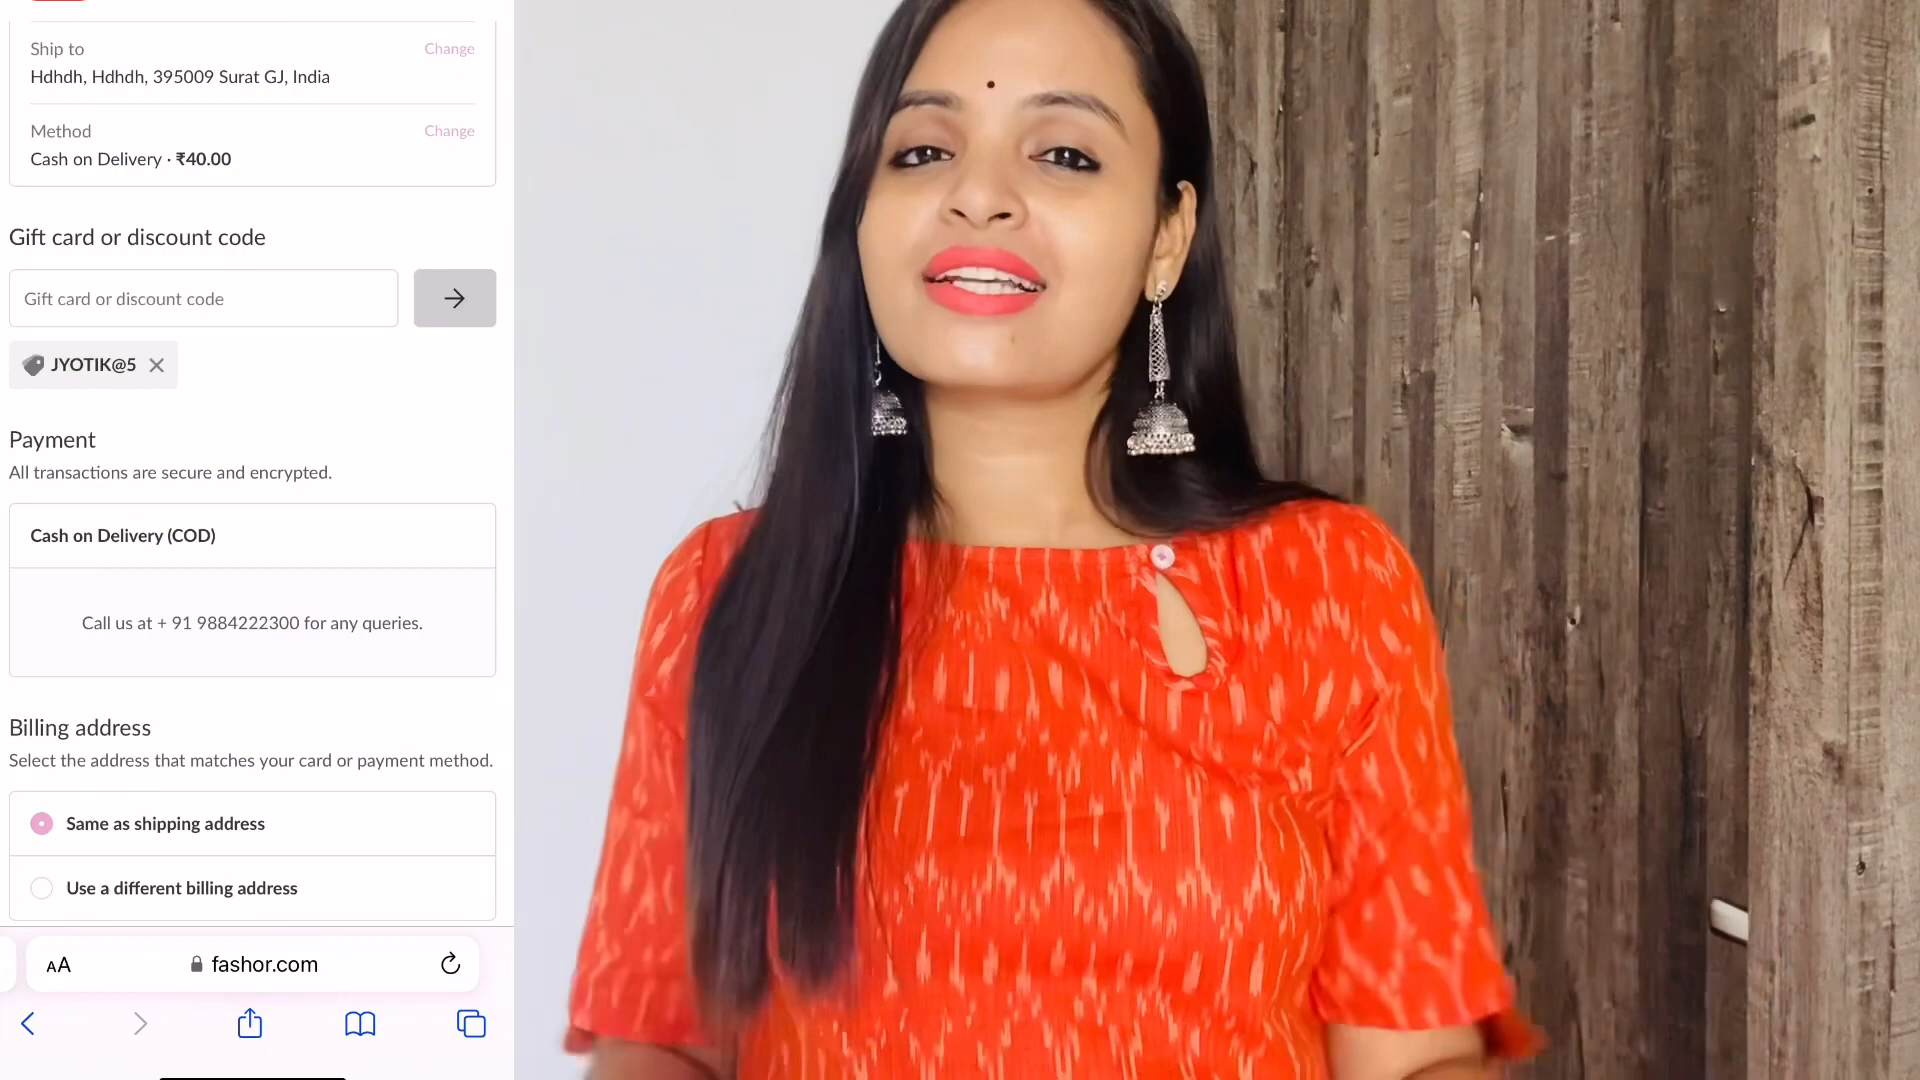 Ship to
Change
Hdhdh, Hdhdh, 395009 Surat GJ, India
Method
Change
Cash on Delivery · ₹40.00
Gift card or discount code
Gift card or discount code
JYOTIK@5
Payment
All transactions are secure and encrypted.
Cash on Delivery (COD)
Call us at + 91 9884222300 for any queries.
Billing address
Select the address that matches your card or payment method.
Same as shipping address
Use a different billing address
AA
fashor.com